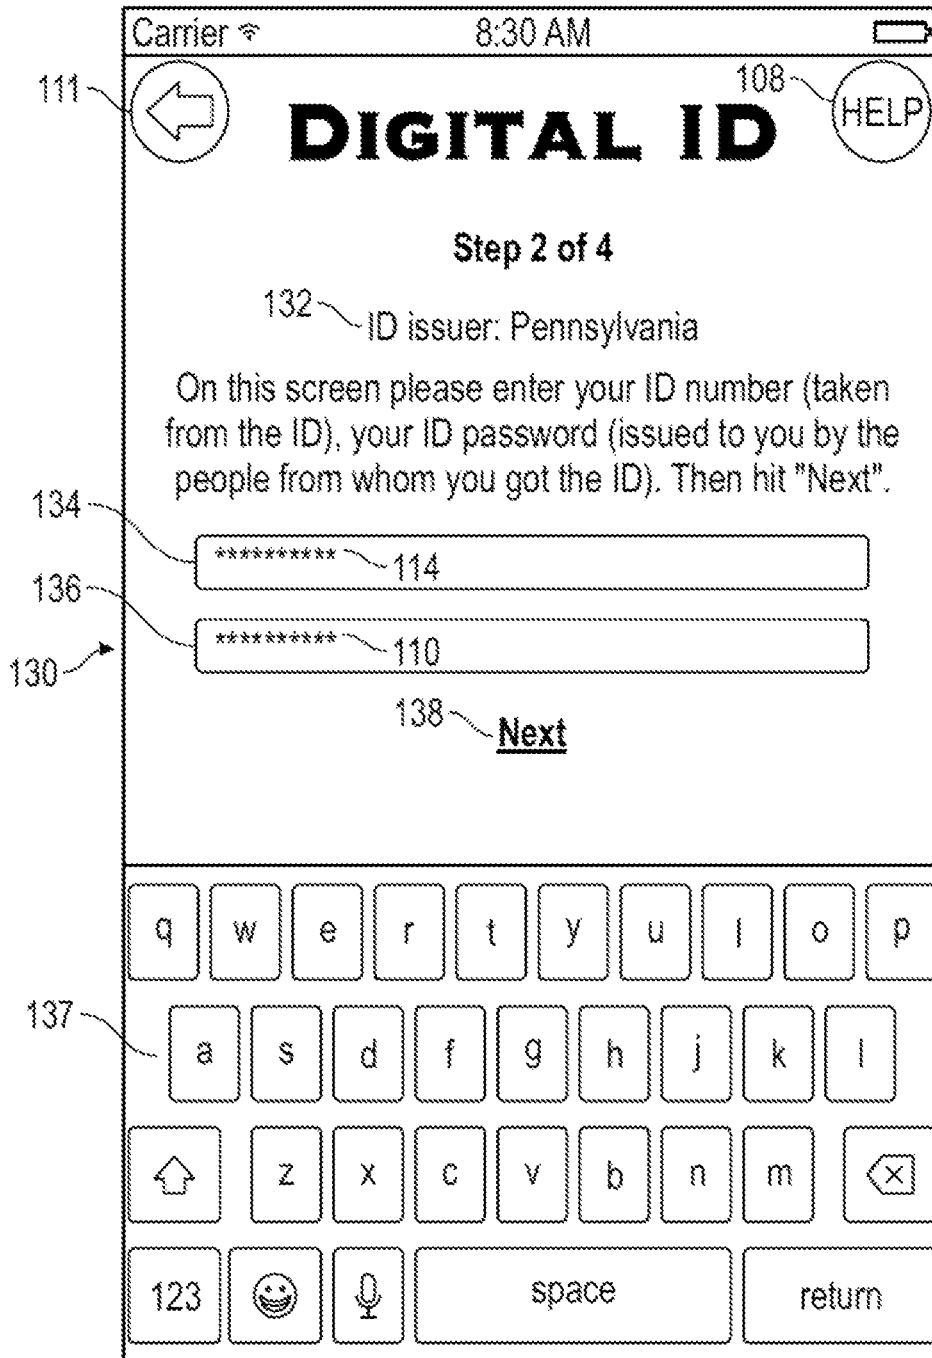 Carrier 8:30 AM
111
108
HELP
DIGITAL ID
Step 2 of 4
132
ID issuer: Pennsylvania
On this screen please enter your ID number (taken
from the ID), your ID password (issued to you by the
people from whom you got the ID). Then hit "Next".
134
********** 114
136
********** 110
130
138
Next
q w e r t y u I o p
137
a s d f g h j k l
z x c v b n m
123 space return